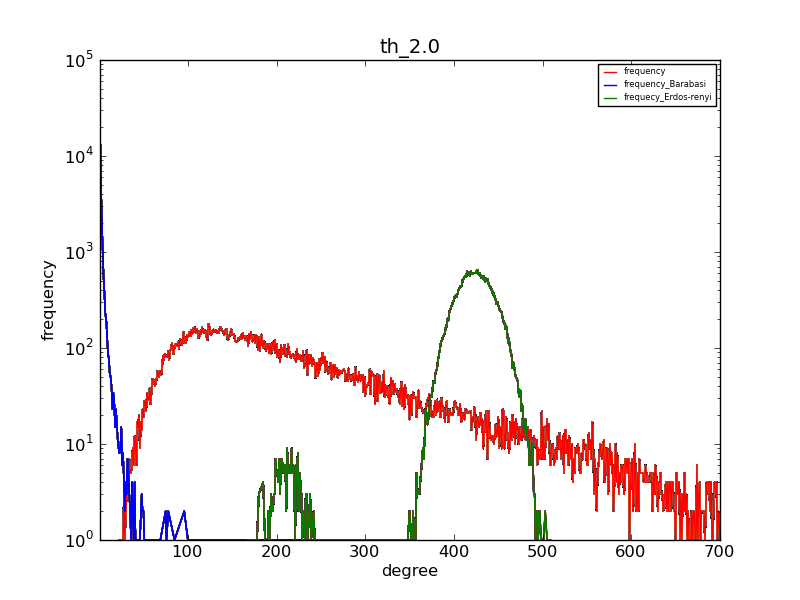 th_2.0
frequency
frequency_Barabasi
frequecy_Erdos-renyi
10^5
10^4
10^3
10^2
10^1
10^0
frequency
100 200 300 400 500 600 700
degree